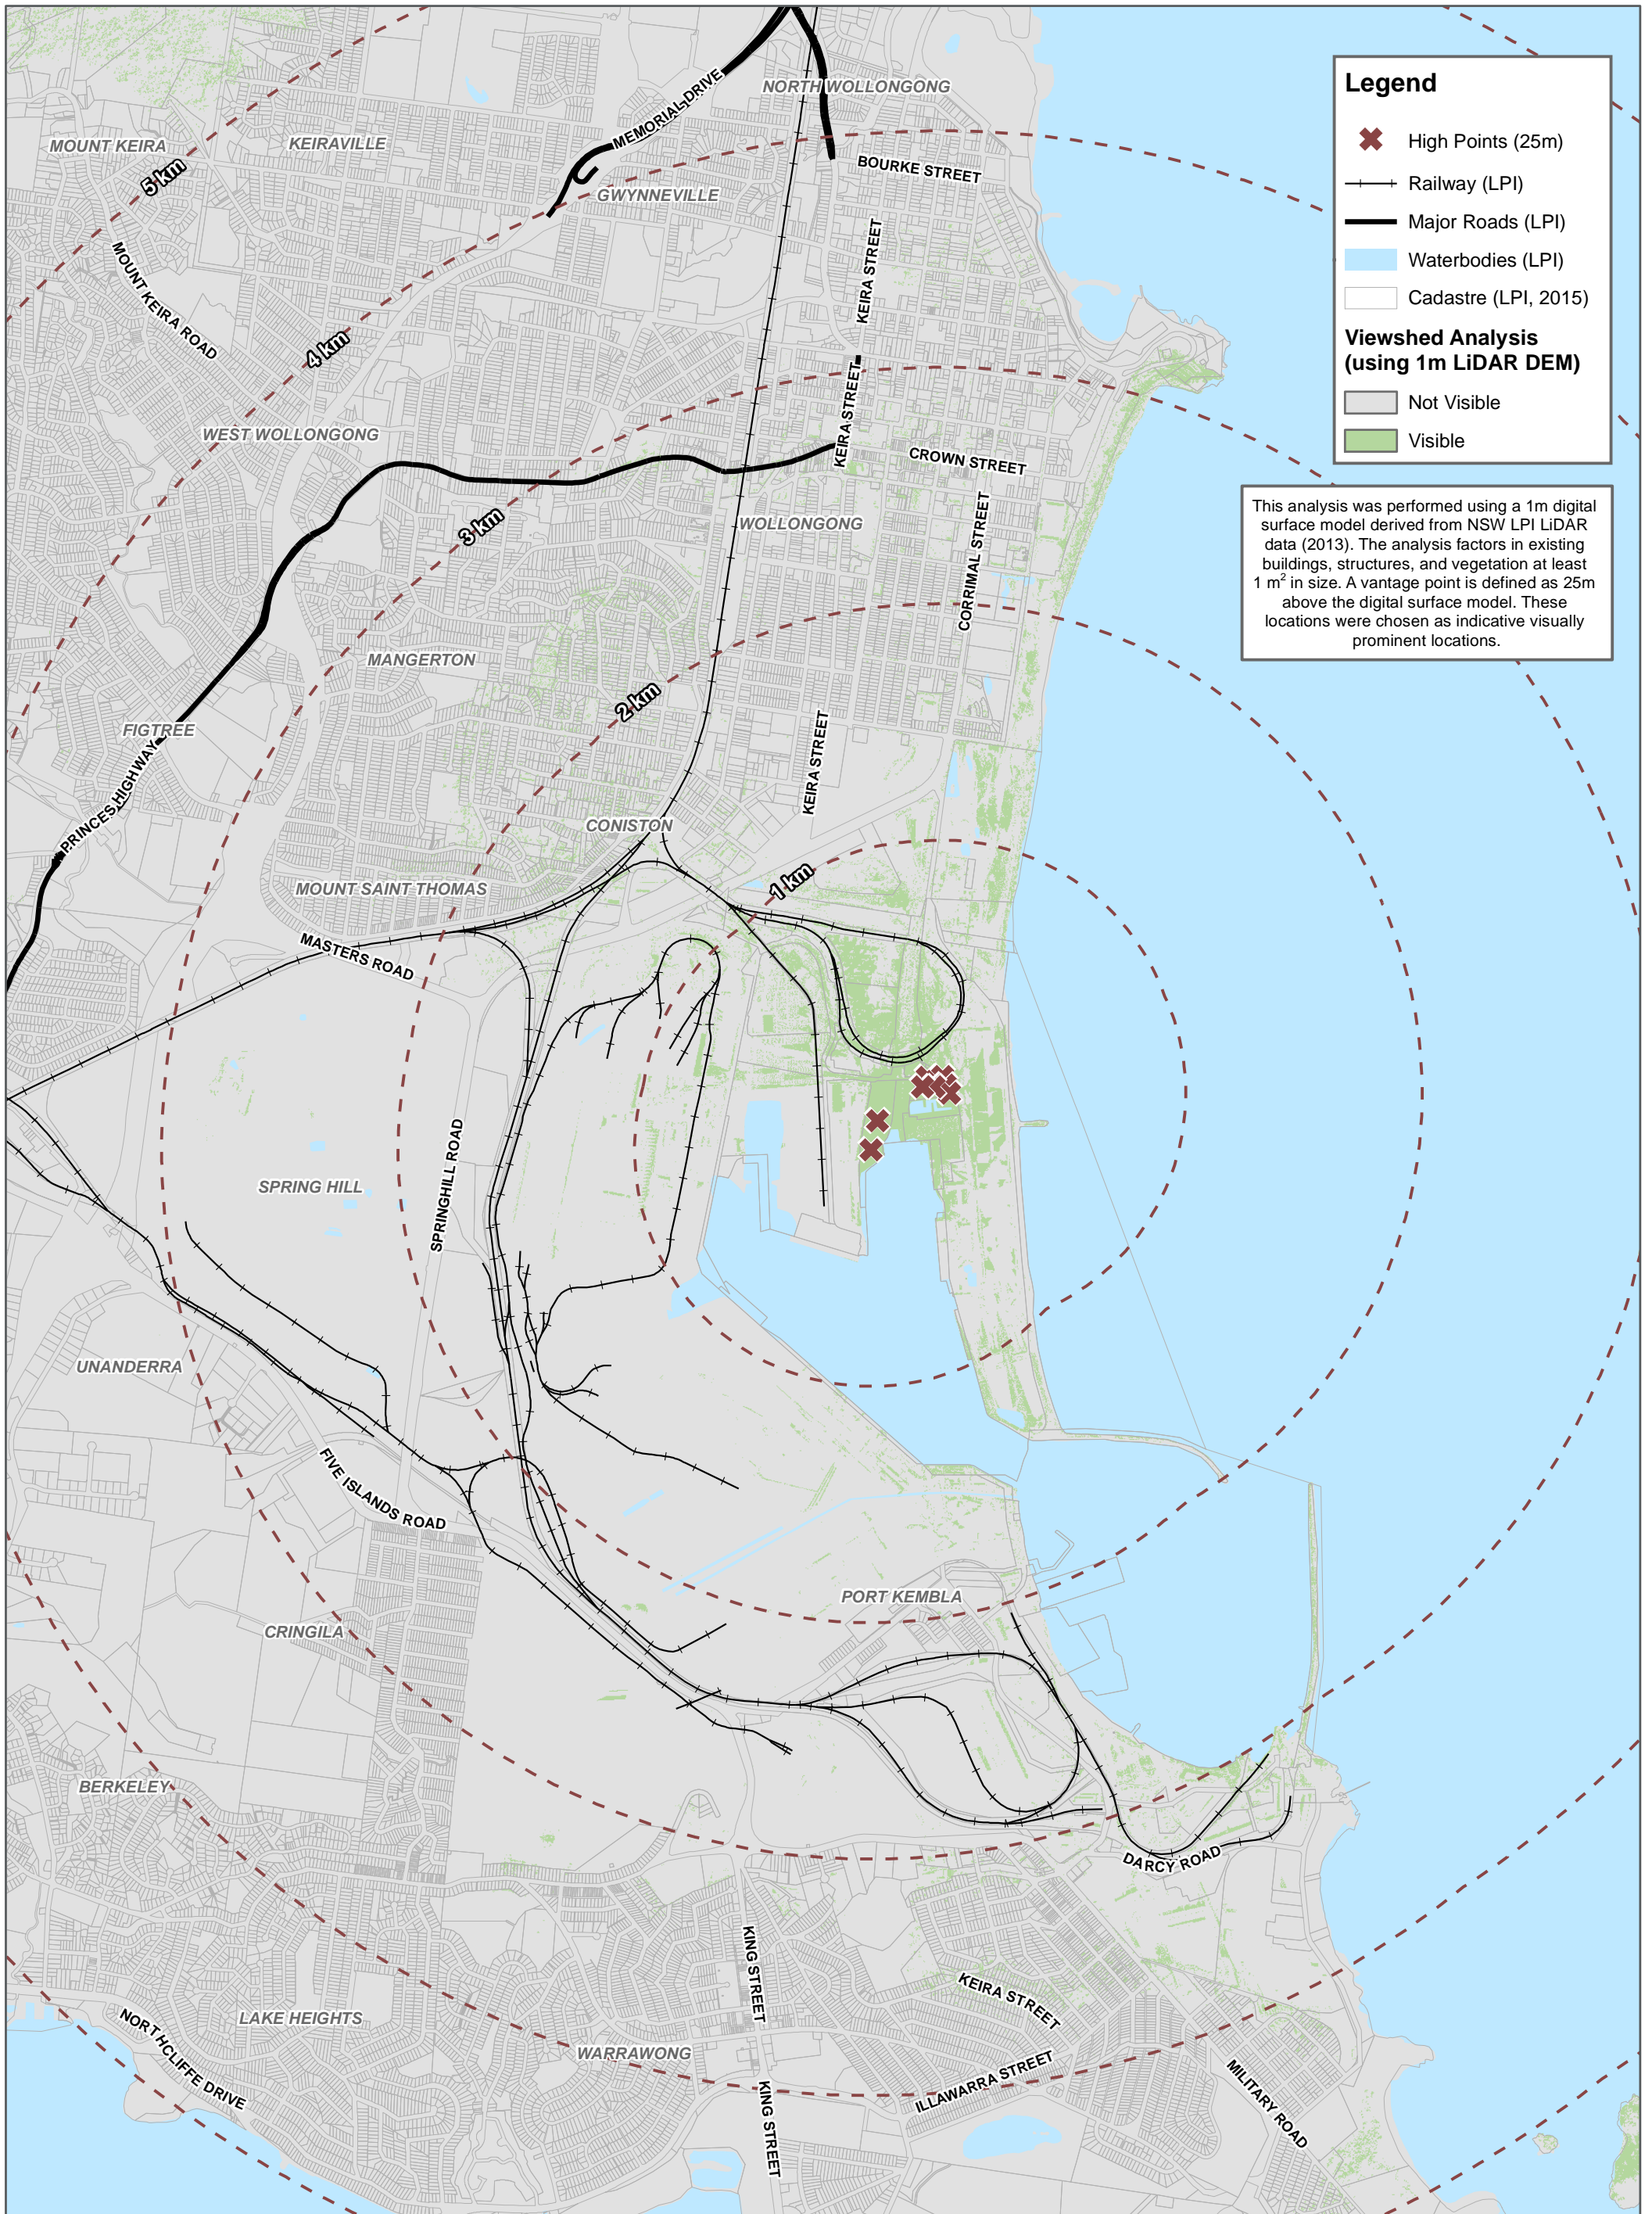 Legend
High Points (25m)
Railway (LPI)
Major Roads (LPI)
Waterbodies (LPI)
Cadastre (LPI, 2015)
Viewshed Analysis
(using 1m LiDAR DEM)
Not Visible
Visible
This analysis was performed using a 1m digital
surface model derived from NSW LPI LiDAR
data (2013). The analysis factors in existing
buildings, structures, and vegetation at least
1 m² in size. A vantage point is defined as 25m
above the digital surface model. These
locations were chosen as indicative visually
prominent locations.
MEMORIAL DRIVE
NORTH WOLLONGONG
MOUNT KEIRA
KEIRAVILLE
5 km
BOURKE STREET
GWYNNEVILLE
KEIRA STREET
MOUNT KEIRA ROAD
4 km
KEIRA STREET
WEST WOLLONGONG
CROWN STREET
3 km
WOLLONGONG
CORRIMAL STREET
MANGERTON
2 km
FIGTREE
KEIRA STREET
PRINCES HIGHWAY
CONISTON
1 km
MOUNT SAINT THOMAS
MASTERS ROAD
SPRINGHILL ROAD
SPRING HILL
UNANDERRA
FIVE ISLANDS ROAD
PORT KEMBLA
CRINGILA
BERKELEY
DARCY ROAD
KING STREET
KEIRA STREET
LAKE HEIGHTS
NORTHCLIFFE DRIVE
WARRAWONG
ILLAWARRA STREET
MILITARY ROAD
KING STREET